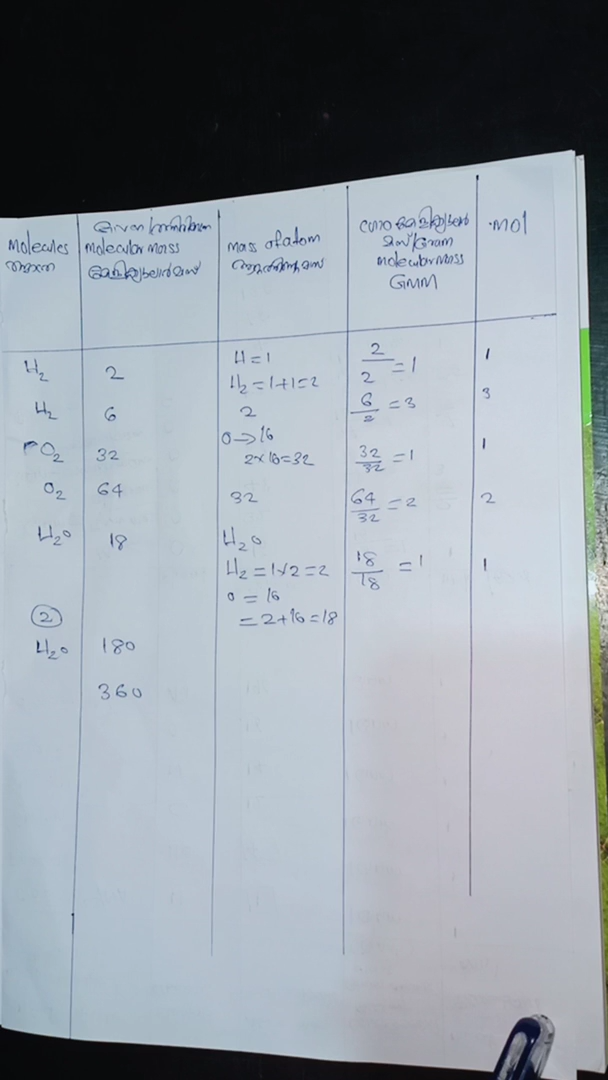 Molecules
തന്മാത്ര
molecular mass
മോളിക്യുലാർ മാസ്
mass of atom
ഗ്രാം മോളിക്യുലാർ
മാസ്/Gram
molecular mass
GMM
MOl
H₂ 2 H=1 2/2 =1 1
H₂=1+1=2
H₂ 6 2 6/2 =3 3
O₂ 32 O→16 32/32 =1 1
2×16=32
O₂ 64 32 64/32 =2 2
H₂O 18 H₂O 18/18 =1 1
H₂=1×2=2
O=16
=2+16=18
②
H₂O 180
360